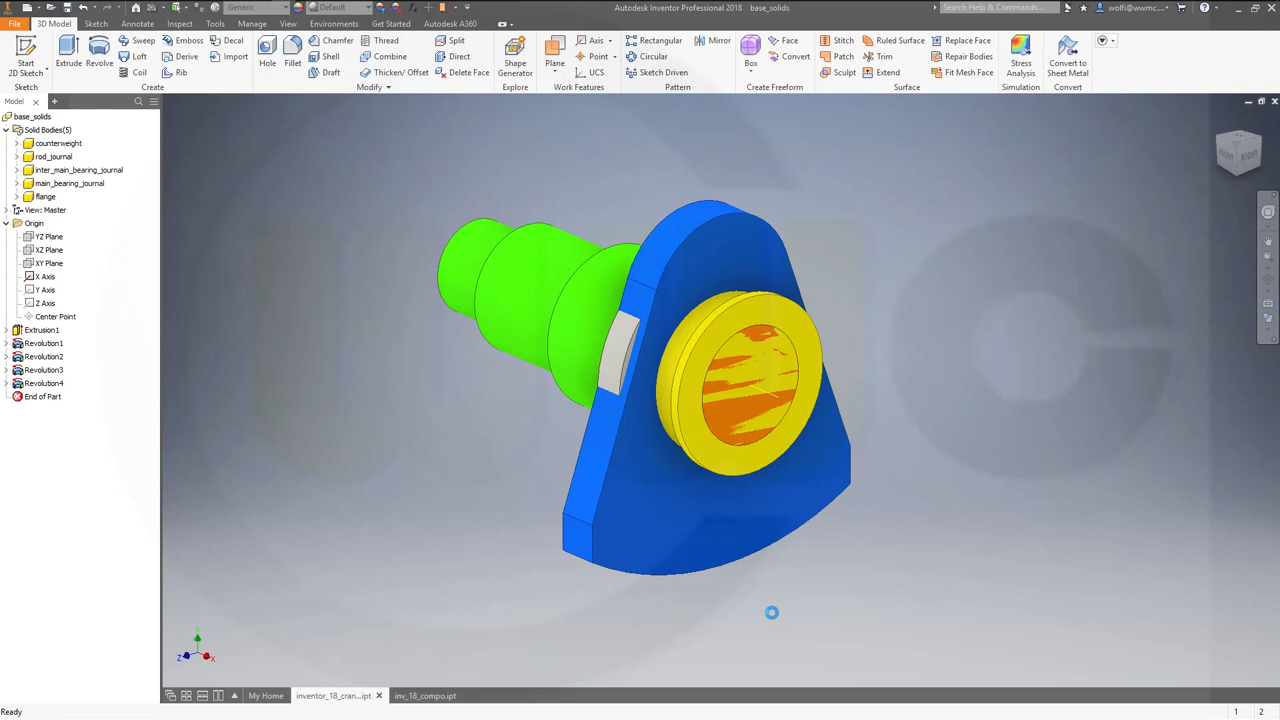 Generic
Default
Autodesk Inventor Professional 2018 base_solids
Search Help & Commands...
wolfi@wvmc...
File
3D Model
Sketch
Annotate
Inspect
Tools
Manage
View
Environments
Get Started
Autodesk A360
Start
2D Sketch
Extrude
Revolve
Sweep
Emboss
Decal
Loft
Derive
Import
Coil
Rib
Create
Hole
Fillet
Chamfer
Thread
Split
Shell
Combine
Direct
Draft
Thicken/ Offset
Delete Face
Modify
Shape
Generator
Explore
Plane
Axis
Point
UCS
Work Features
Rectangular
Mirror
Circular
Sketch Driven
Pattern
Box
Face
Convert
Create Freeform
Stitch
Ruled Surface
Replace Face
Patch
Trim
Repair Bodies
Sculpt
Extend
Fit Mesh Face
Surface
Stress
Analysis
Simulation
Convert to
Sheet Metal
Convert
Model
base_solids
Solid Bodies(5)
counterweight
rod_journal
inter_main_bearing_journal
main_bearing_journal
flange
View: Master
Origin
YZ Plane
XZ Plane
XY Plane
X Axis
Y Axis
Z Axis
Center Point
Extrusion1
Revolution1
Revolution2
Revolution3
Revolution4
End of Part
FRONT
RIGHT
Y
Z
X
My Home
inventor_18_cran...ipt
inv_18_compo.ipt
Ready
1
2